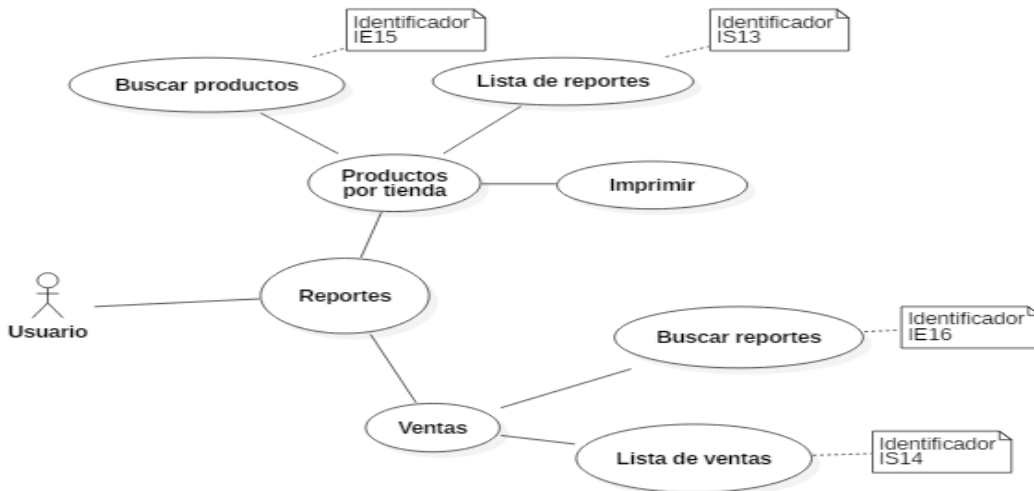 Identificador
IE15
Identificador
IS13
Buscar productos
Lista de reportes
Productos
por tienda
Imprimir
Reportes
Usuario
Buscar reportes
Identificador
IE16
Ventas
Lista de ventas
Identificador
IS14